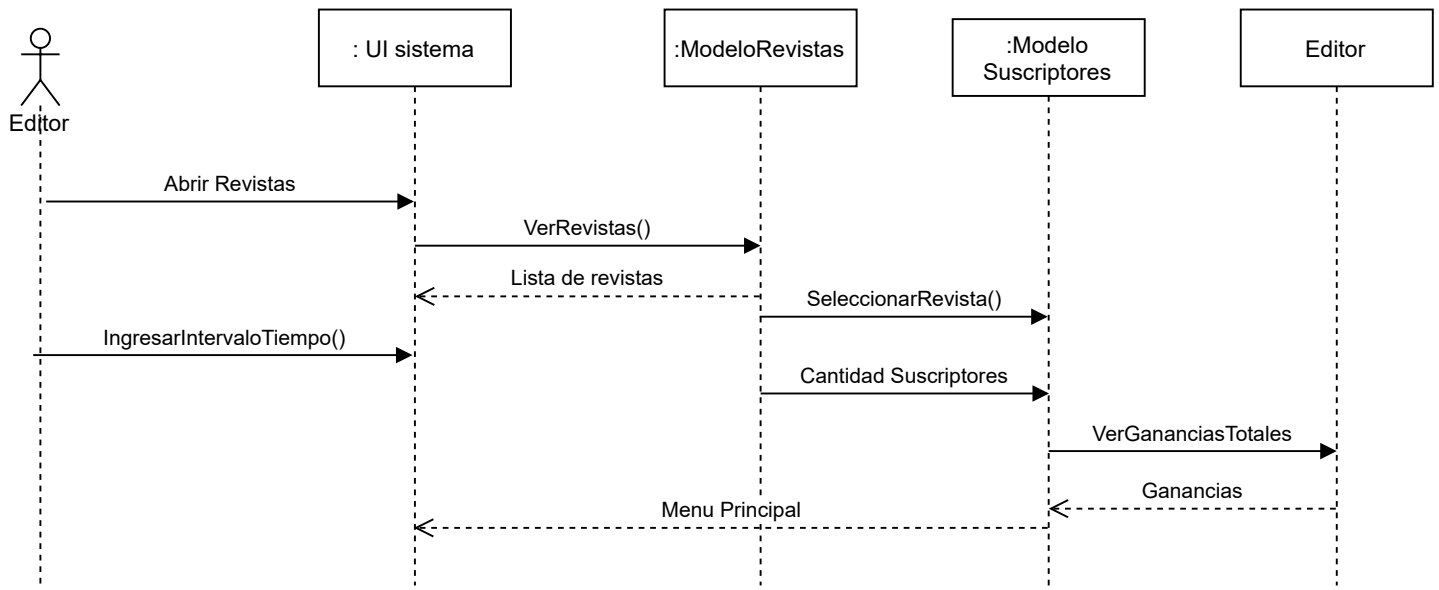 : UI sistema
:ModeloRevistas
:Modelo
Suscriptores
Editor
Editor
Abrir Revistas
VerRevistas()
Lista de revistas
SeleccionarRevista()
IngresarIntervaloTiempo()
Cantidad Suscriptores
VerGananciasTotales
Ganancias
Menu Principal